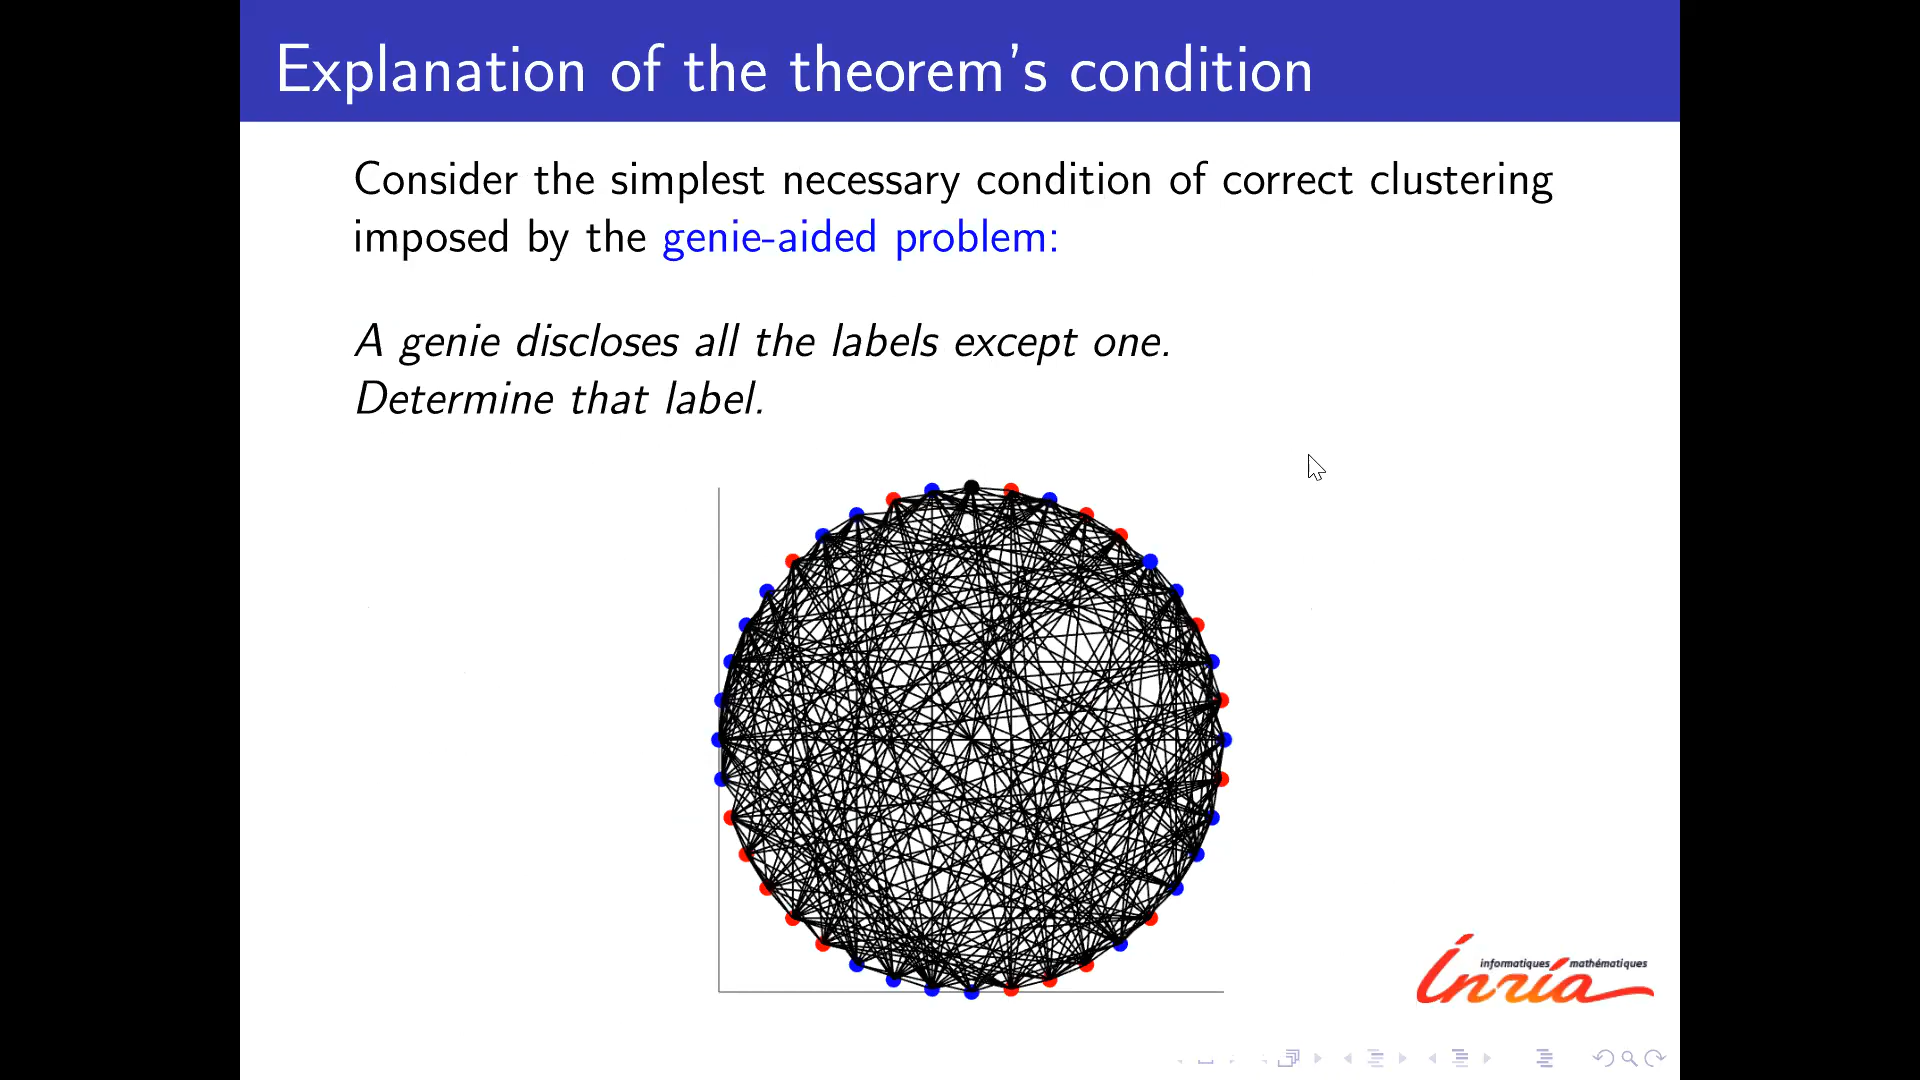 Explanation of the theorem's condition
Consider the simplest necessary condition of correct clustering
imposed by the genie-aided problem:
A genie discloses all the labels except one.
Determine that label.
informatiques mathématiques
Inria